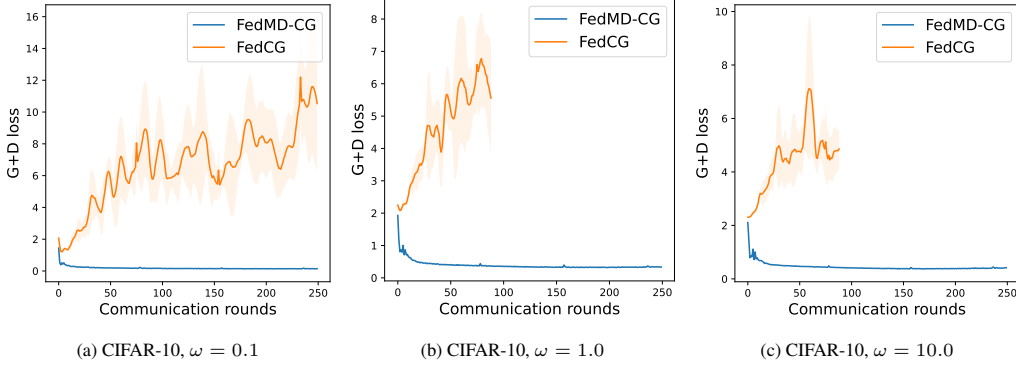 FedMD-CG
FedCG
G+D loss
16
14
12
10
8
6
4
2
0
0 50 100 150 200 250
Communication rounds
(a) CIFAR-10, ω = 0.1
FedMD-CG
FedCG
G+D loss
8
7
6
5
4
3
2
1
0
0 50 100 150 200 250
Communication rounds
(b) CIFAR-10, ω = 1.0
FedMD-CG
FedCG
G+D loss
10
8
6
4
2
0
0 50 100 150 200 250
Communication rounds
(c) CIFAR-10, ω = 10.0